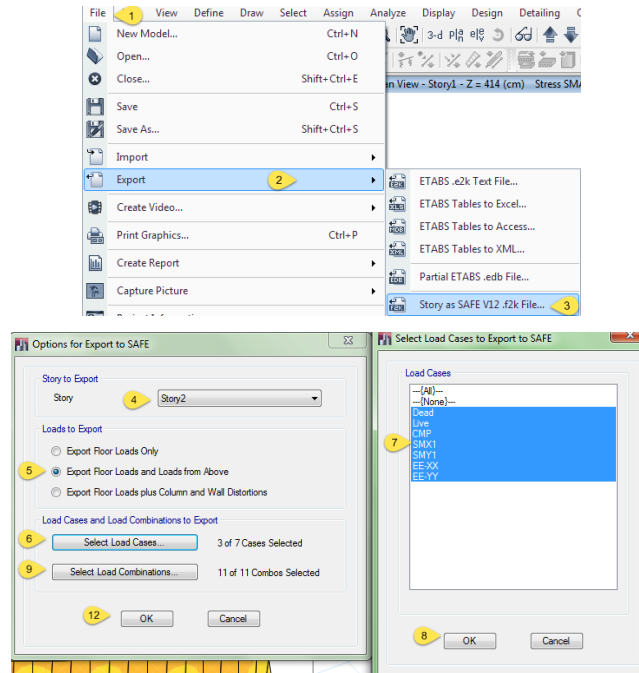 File View Define Draw Select Assign Analyze Display Design Detailing
1
New Model... Ctrl+N
3-d
Open... Ctrl+O
Close... Shift+Ctrl+E
an View - Story1 - Z = 414 (cm) Stress SMA
Save Ctrl+S
Save As... Shift+Ctrl+S
Import
Export 2
E2K ETABS .e2k Text File...
Create Video...
XLS ETABS Tables to Excel...
ETABS Tables to Access...
Print Graphics... Ctrl+P
XML ETABS Tables to XML...
Create Report
EDB Partial ETABS .edb File...
Capture Picture
F2K Story as SAFE V12 .f2k File... 3
Options for Export to SAFE
Story to Export
Story 4 Story2
Loads to Export
Export Floor Loads Only
5 Export Floor Loads and Loads from Above
Export Floor Loads plus Column and Wall Distortions
Load Cases and Load Combinations to Export
6 Select Load Cases... 3 of 7 Cases Selected
9 Select Load Combinations... 11 of 11 Combos Selected
12 OK Cancel
Select Load Cases to Export to SAFE
Load Cases
---{All}---
---{None}---
Dead
Live
CMP
7 SMX1
SMY1
EE-XX
EE-YY
8 OK Cancel